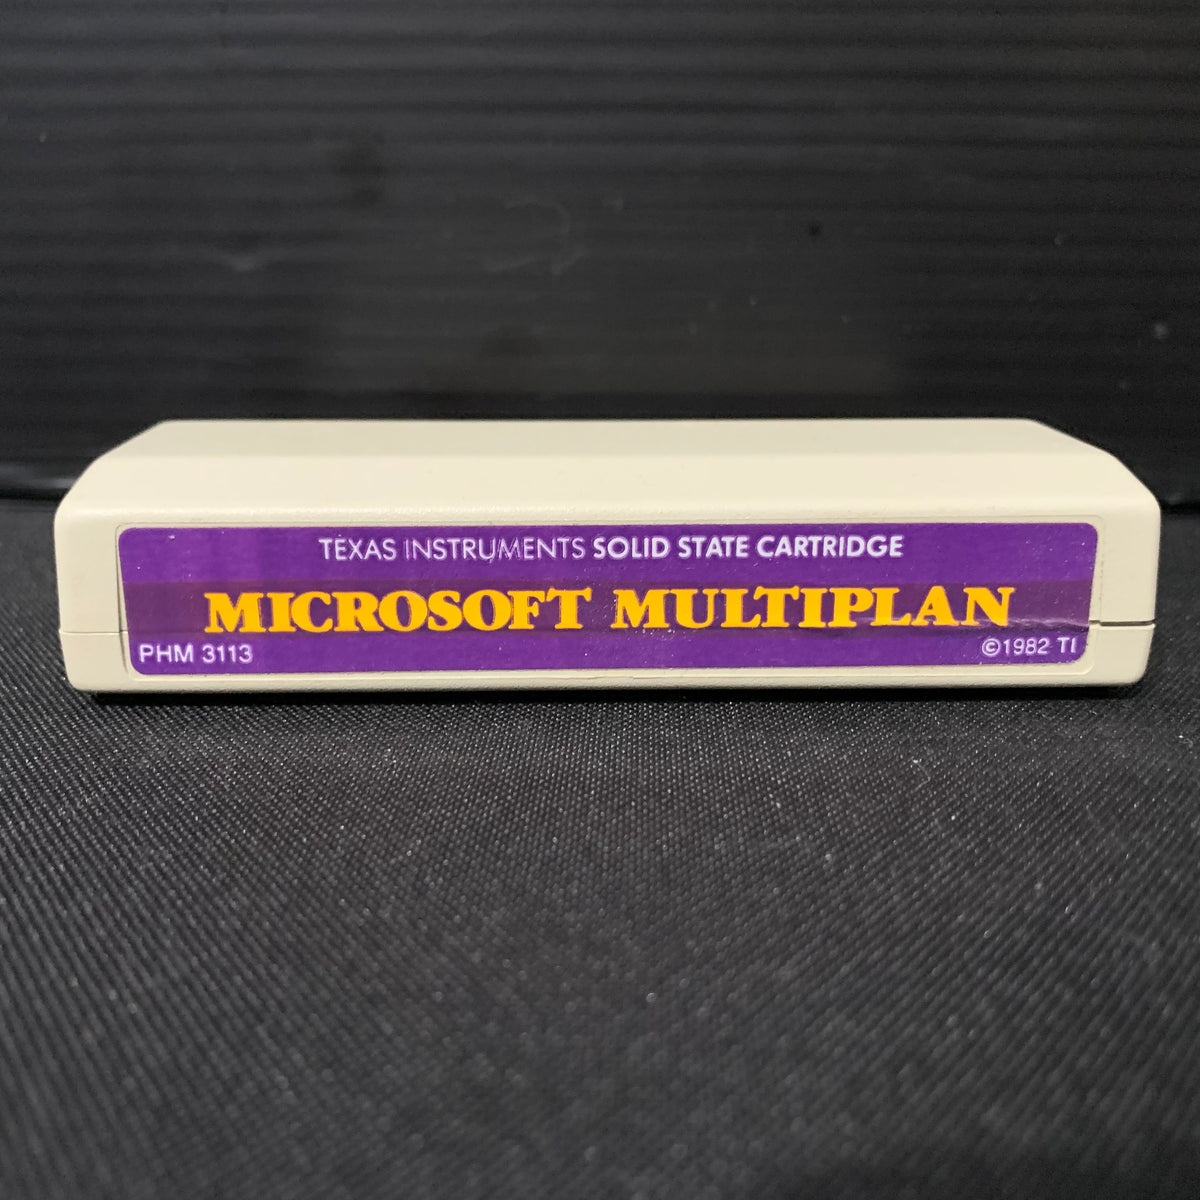 TEXAS INSTRUMENTS SOLID STATE CARTRIDGE
MICROSOFT MULTIPLAN
PHM 3113 ©1982 TI